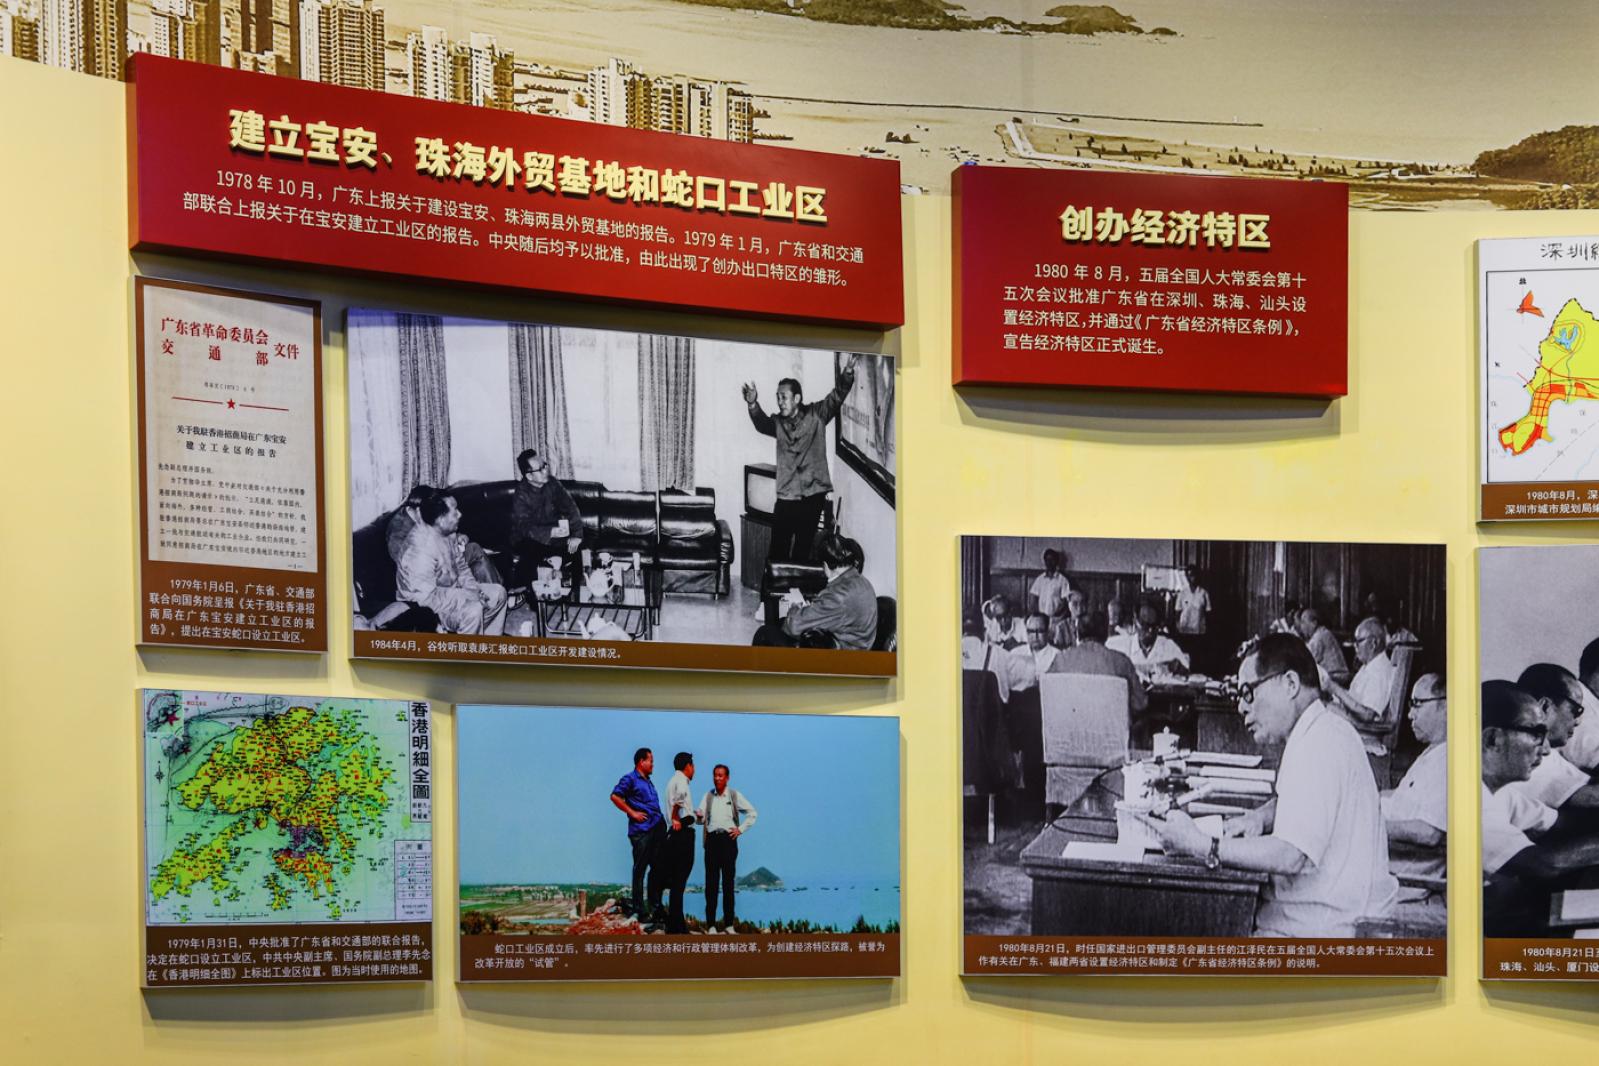 建立宝安、珠海外贸基地和蛇口工业区
1978年10月，广东上报关于建设宝安、珠海两县外贸基地的报告。1979年1月，广东省和交通
部联合上报关于在宝安建立工业区的报告。中央随后均予以批准，由此出现了创办出口特区的雏形。
广东省革命委员会
交通部
文件
关于我驻香港招商局在广东宝安
建立工业区的报告
1979年1月6日，广东省、交通部
联合向国务院呈报《关于我驻香港招
商局在广东宝安建立工业区的报
告》，提出在宝安蛇口设立工业区。
1984年4月，谷牧听取袁庚汇报蛇口工业区开发建设情况。
香港明細全圖
1979年1月31日，中央批准了广东省和交通部的联合报告，
决定在蛇口设立工业区，中共中央副主席、国务院副总理李先念
在《香港明细全图》上标出工业区位置。图为当时使用的地图。
蛇口工业区成立后，率先进行了多项经济和行政管理体制改革，为创建经济特区探路，被誉为
改革开放的“试管”。
创办经济特区
1980年8月，五届全国人大常委会第十
五次会议批准广东省在深圳、珠海、汕头设
置经济特区，并通过《广东省经济特区条例》，
宣告经济特区正式诞生。
1980年8月21日，时任国家进出口管理委员会副主任的江泽民在五届全国人大常委会第十五次会议上
作有关在广东、福建两省设置经济特区和制定《广东省经济特区条例》的说明。
深圳
北
1980年8月，深
深圳市城市规划局
1980年8月21日
珠海、汕头、厦门设